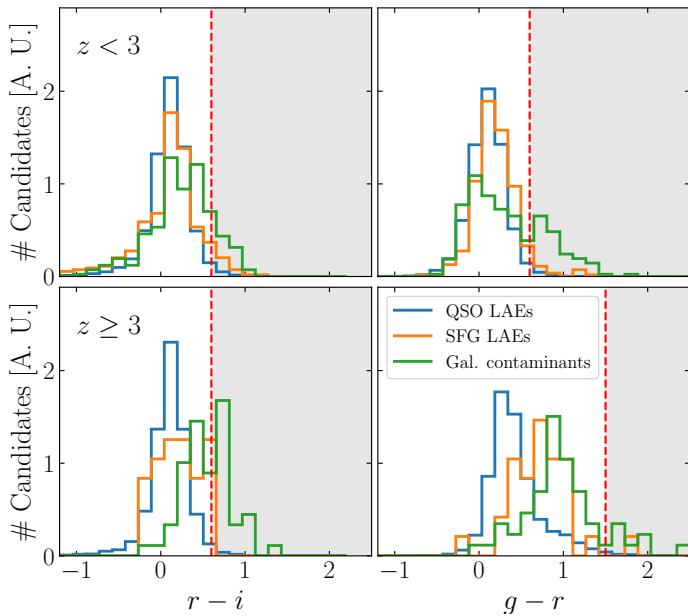 z < 3
# Candidates [A. U.]
2
1
0
z ≥ 3
QSO LAEs
SFG LAEs
Gal. contaminants
# Candidates [A. U.]
2
1
0
−1 0 1 2
−1 0 1 2
r − i
g − r